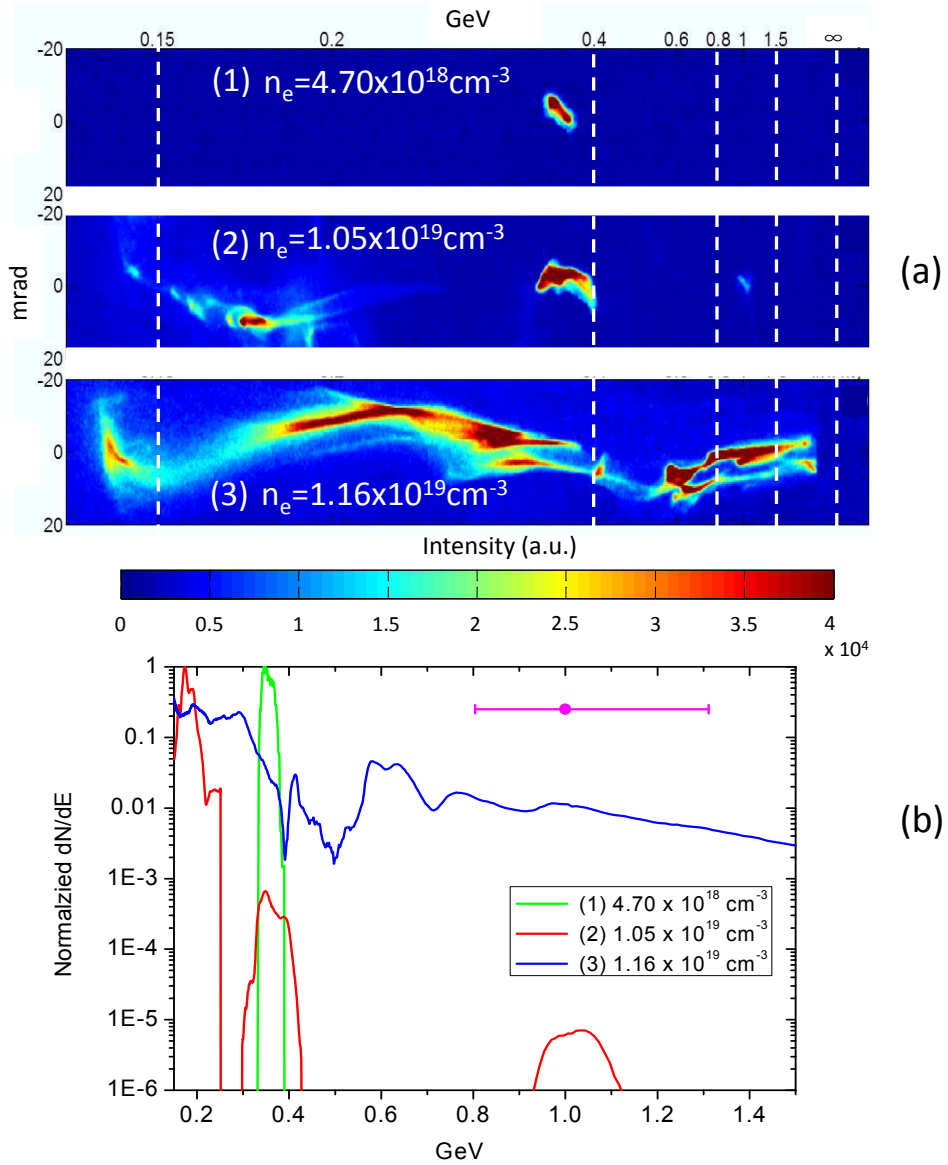 GeV
0.15 0.2 0.4 0.6 0.8 1 1.5 ∞
-20
(1) n_e=4.70x10^18cm^-3
0
20
-20
(2) n_e=1.05x10^19cm^-3
0
mrad
(a)
20
-20
0
(3) n_e=1.16x10^19cm^-3
20
Intensity (a.u.)
0 0.5 1 1.5 2 2.5 3 3.5 4
x 10^4
1
0.1
0.01
1E-3
1E-4
1E-5
1E-6
Normalzied dN/dE
(b)
(1) 4.70 x 10^18 cm^-3
(2) 1.05 x 10^19 cm^-3
(3) 1.16 x 10^19 cm^-3
0.2 0.4 0.6 0.8 1.0 1.2 1.4
GeV